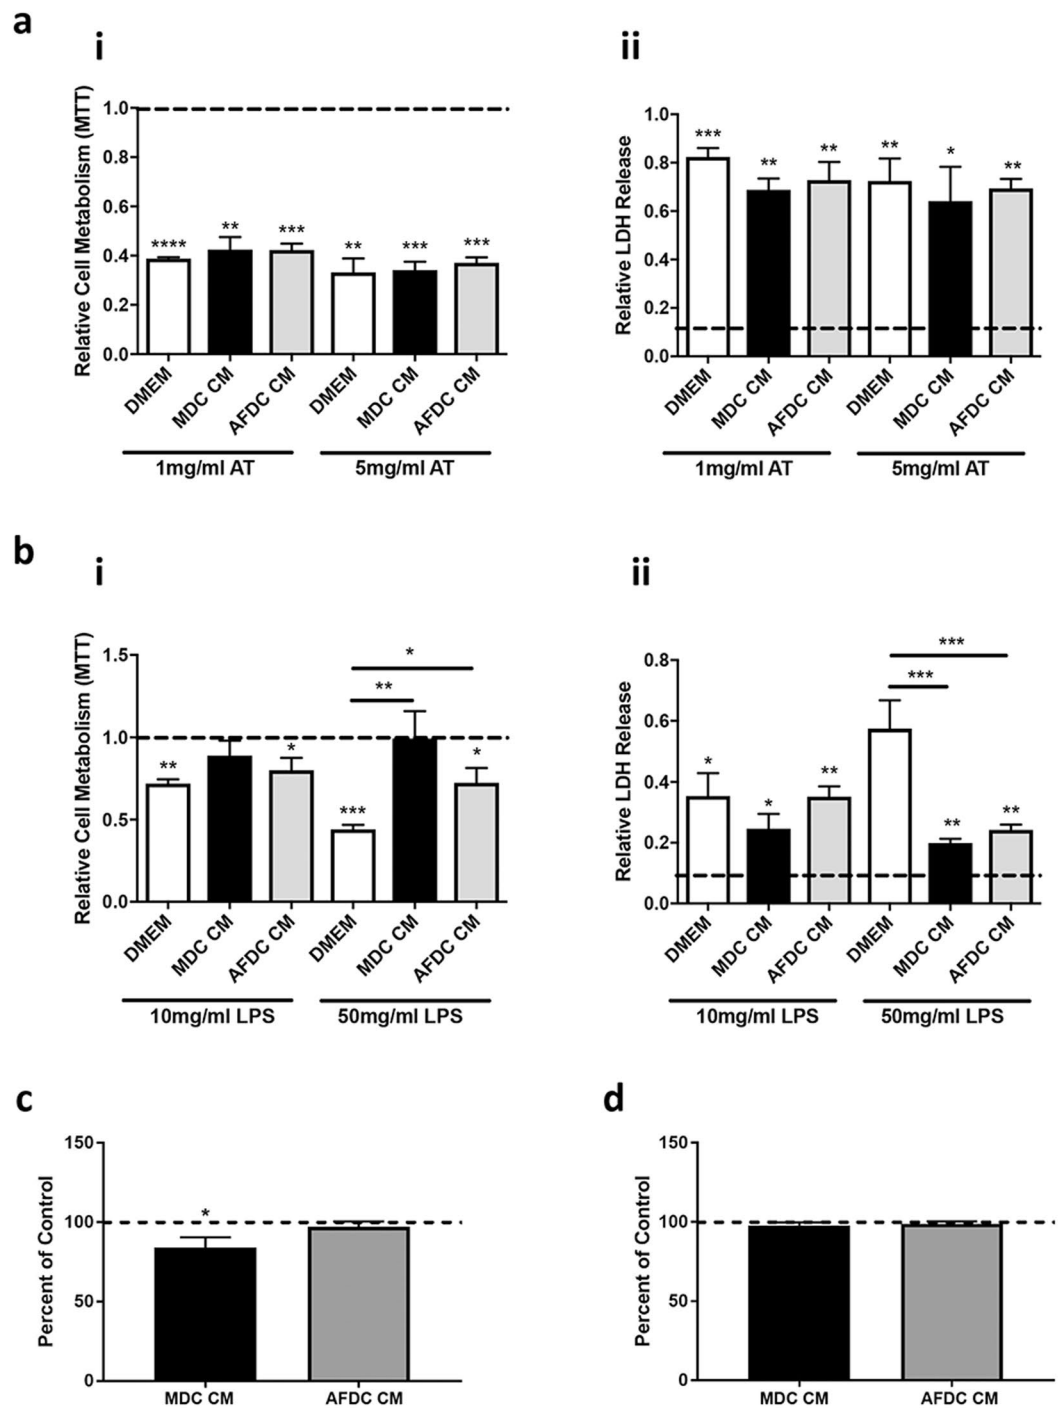 a
i
ii
Relative Cell Metabolism (MTT)
1.0
0.8
0.6
0.4
0.2
0.0
**** ** *** ** *** ***
DMEM MDC CM AFDC CM DMEM MDC CM AFDC CM
1mg/ml AT 5mg/ml AT
Relative LDH Release
1.0
0.8
0.6
0.4
0.2
0.0
*** ** ** ** * **
DMEM MDC CM AFDC CM DMEM MDC CM AFDC CM
1mg/ml AT 5mg/ml AT
b
i
ii
Relative Cell Metabolism (MTT)
1.5
1.0
0.5
0.0
*
**
** * *** *
DMEM MDC CM AFDC CM DMEM MDC CM AFDC CM
10mg/ml LPS 50mg/ml LPS
Relative LDH Release
0.8
0.6
0.4
0.2
0.0
***
***
* * ** ** **
DMEM MDC CM AFDC CM DMEM MDC CM AFDC CM
10mg/ml LPS 50mg/ml LPS
c
Percent of Control
150
100
50
0
*
MDC CM AFDC CM
d
Percent of Control
150
100
50
0
MDC CM AFDC CM